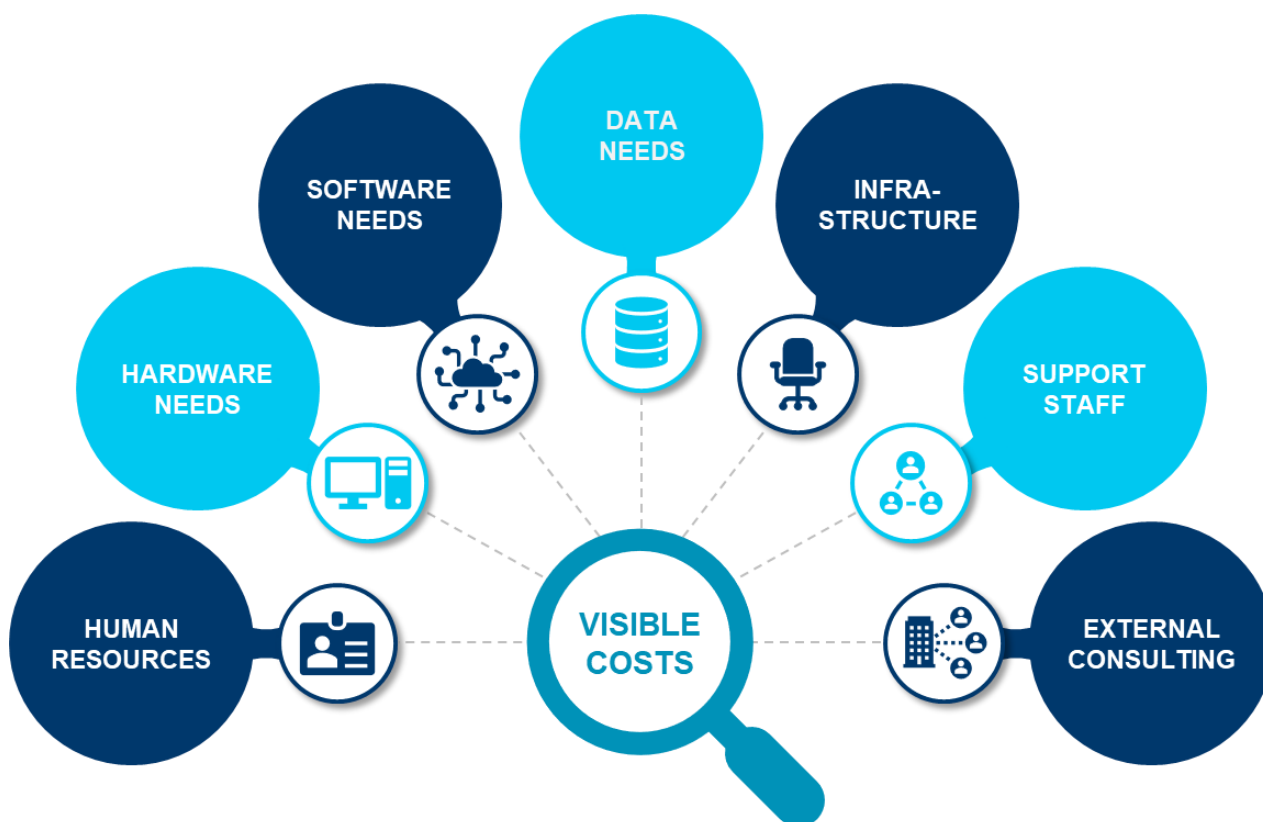 DATA
NEEDS
SOFTWARE
NEEDS
INFRA-
STRUCTURE
HARDWARE
NEEDS
SUPPORT
STAFF
HUMAN
RESOURCES
VISIBLE
COSTS
EXTERNAL
CONSULTING